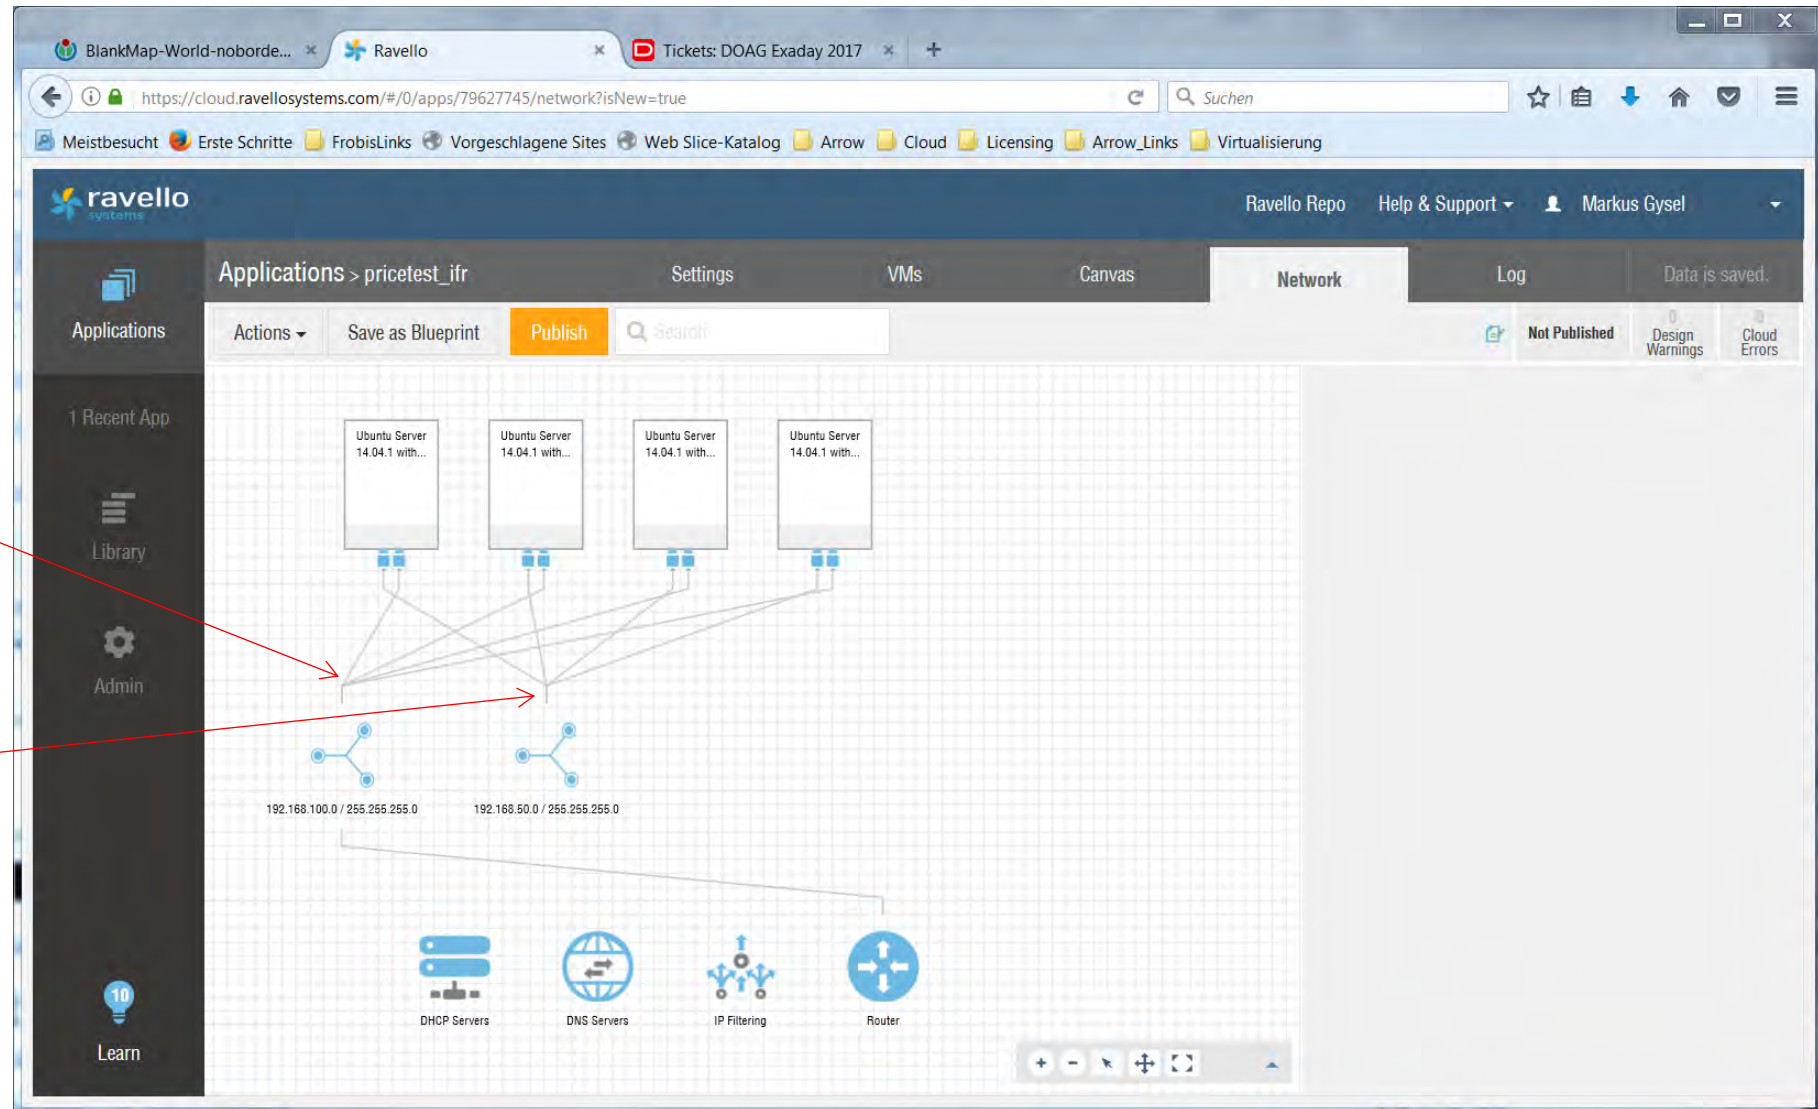 BlankMap-World-noborde...
Ravello
Tickets: DOAG Exaday 2017
https://cloud.ravellosystems.com/#/0/apps/79627745/network?isNew=true
Suchen
Meistbesucht Erste Schritte FrobisLinks Vorgeschlagene Sites Web Slice-Katalog Arrow Cloud Licensing Arrow_Links Virtualisierung
ravello
systems
Ravello Repo Help & Support Markus Gysel
Applications > pricetest_ifr Settings VMs Canvas Network Log Data is saved.
Applications
Actions Save as Blueprint Publish Search Not Published
0
Design
Warnings
0
Cloud
Errors
1 Recent App
Library
Admin
10
Learn
Ubuntu Server
14.04.1 with...
Ubuntu Server
14.04.1 with...
Ubuntu Server
14.04.1 with...
Ubuntu Server
14.04.1 with...
192.168.100.0 / 255.255.255.0
192.168.50.0 / 255.255.255.0
DHCP Servers
DNS Servers
IP Filtering
Router